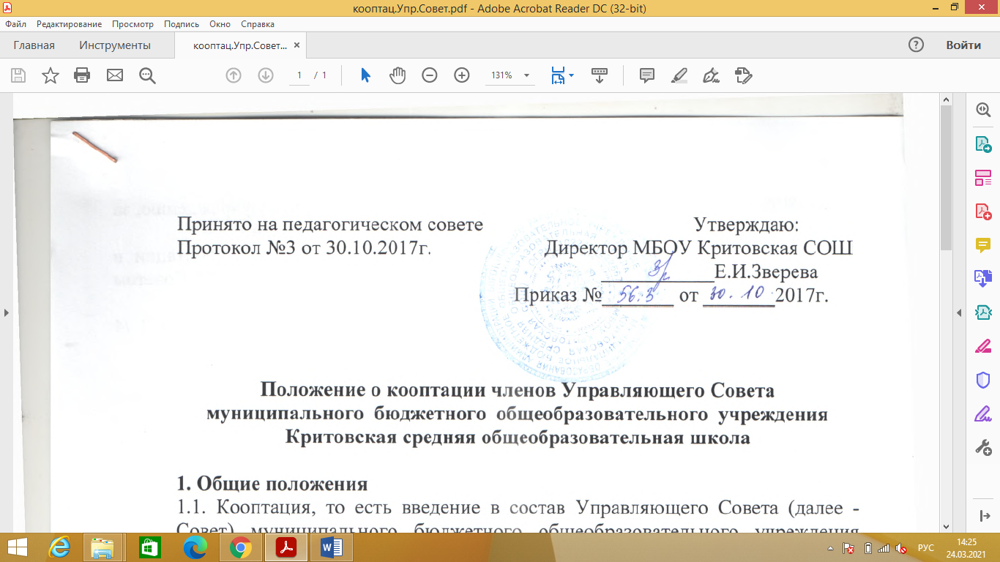 кооптац.Упр.Совет.pdf - Adobe Acrobat Reader DC (32-bit)
Файл Редактирование Просмотр Подпись Окно Справка
Главная Инструменты кооптац.Упр.Совет... × Войти
1 / 1 131%
Принято на педагогическом совете Утверждаю:
Протокол №3 от 30.10.2017г. Директор МБОУ Критовская СОШ
Е.И.Зверева
Приказ № 56.3 от 30.10 2017г.
Положение о кооптации членов Управляющего Совета
муниципального бюджетного общеобразовательного учреждения
Критовская средняя общеобразовательная школа
1. Общие положения
1.1. Кооптация, то есть введение в состав Управляющего Совета (далее -
Совет) муниципального бюджетного общеобразовательного учреждения
РУС 14:25
24.03.2021